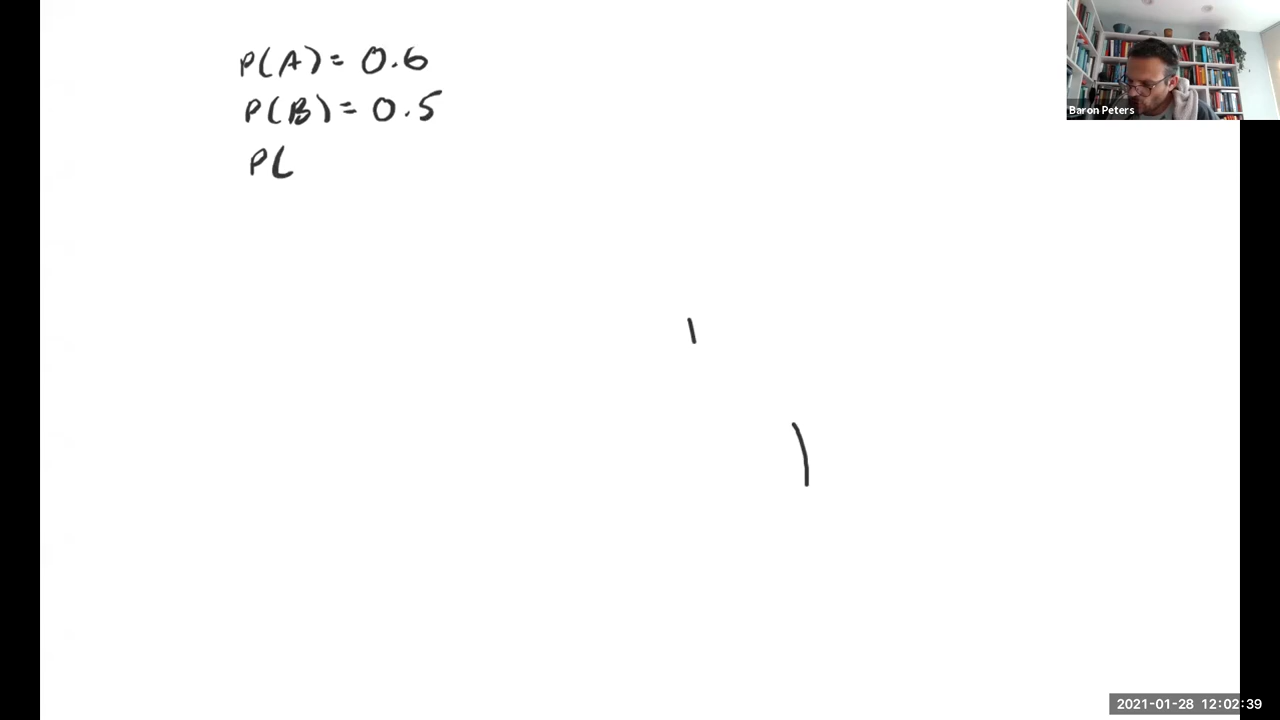 P(A) = 0.6
P(B) = 0.5
P(
Baron Peters
2021-01-28 12:02:39